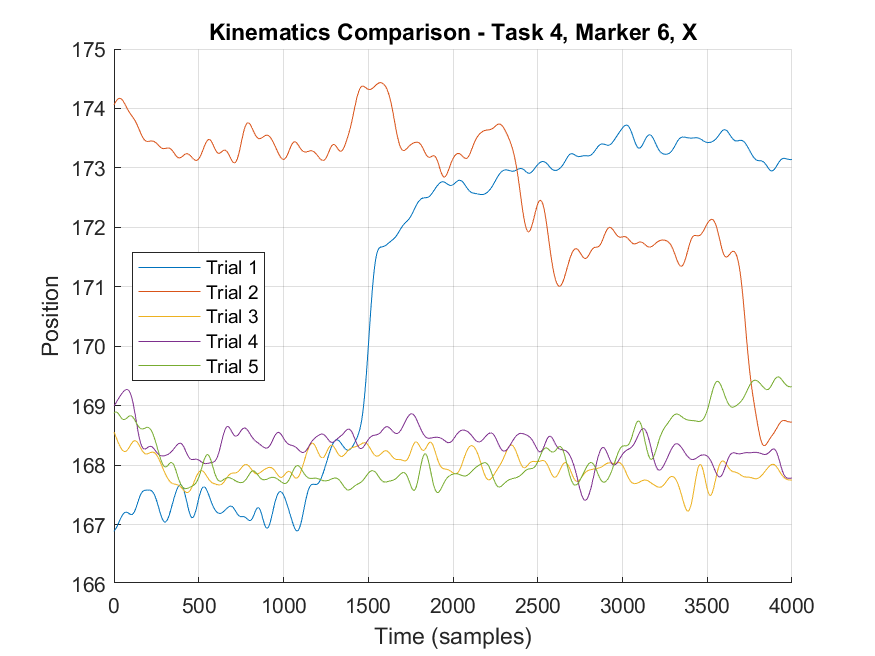 Kinematics Comparison - Task 4, Marker 6, X
175
174
173
172
171
170
169
168
167
166
Position
Trial 1
Trial 2
Trial 3
Trial 4
Trial 5
0 500 1000 1500 2000 2500 3000 3500 4000
Time (samples)